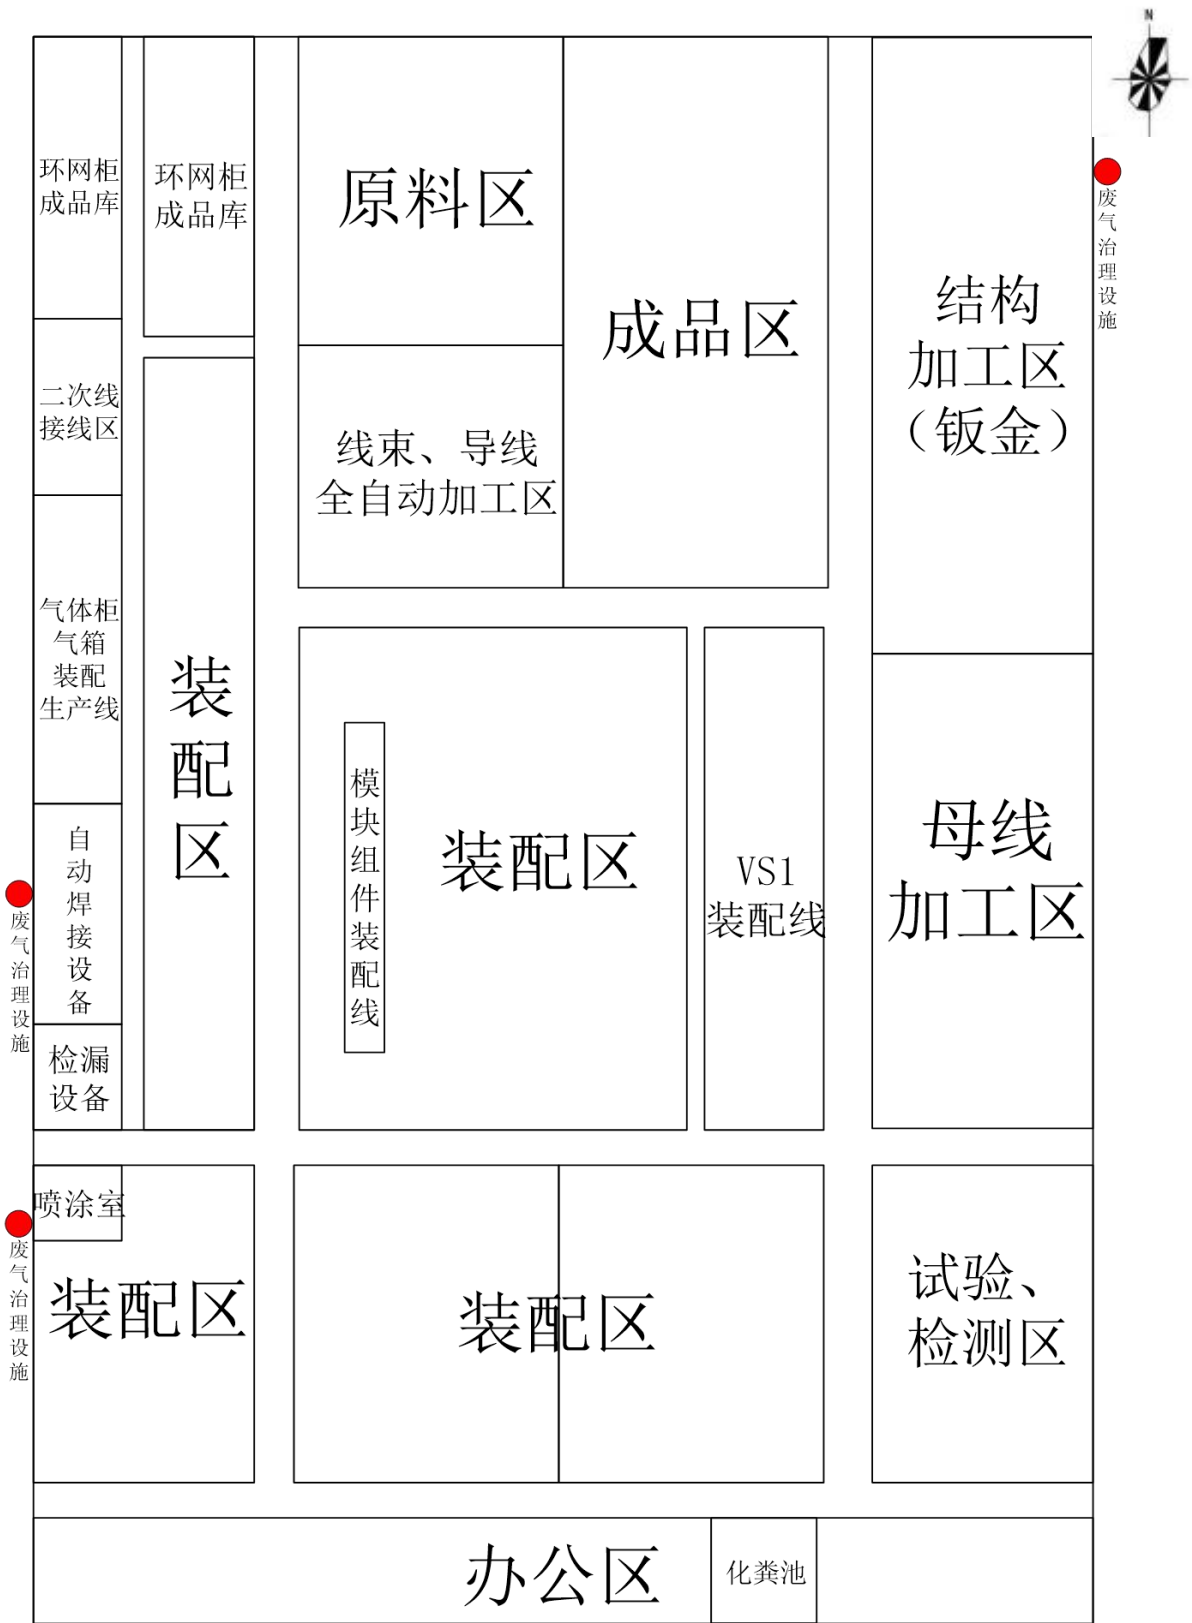 N
环网柜
成品库
环网柜
成品库
原料区
成品区
结构
加工区
（钣金）
废气治理设施
二次线
接线区
线束、导线
全自动加工区
气体柜
气箱
装配
生产线
装配区
模块组件装配线
装配区
VS1
装配线
母线
加工区
自动焊接设备
废气治理设施
检漏
设备
喷涂室
废气治理设施
装配区
装配区
试验、
检测区
办公区
化粪池